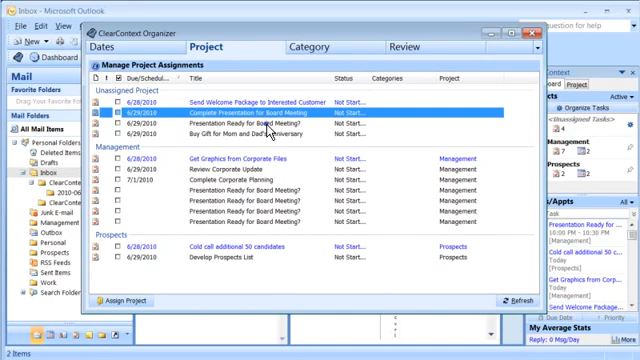 Inbox - Microsoft Outlook
File Edit
question for help
New
Dashboard
Mail
Favorite Folders
Mail Folders
All Mail Items
Personal Folders
Deleted Items
Drafts
Inbox
ClearContext
2010-06
ClearContext
Junk E-mail
Management
Outbox
Personal
Prospects
RSS Feeds
Sent Items
Work
Search Folders
2 Items
ClearContext Organizer
Dates Project Category Review
Manage Project Assignments
! Due/Schedul... Title Status Categories Project
Unassigned Project
6/28/2010 Send Welcome Package to Interested Customer Not Start...
6/29/2010 Complete Presentation for Board Meeting Not Start...
6/29/2010 Presentation Ready for Board Meeting? Not Start...
6/29/2010 Buy Gift for Mom and Dad's Anniversary Not Start...
Management
6/28/2010 Get Graphics from Corporate Files Not Start... Management
6/29/2010 Review Corporate Update Not Start... Management
7/1/2010 Complete Corporate Planning Not Start... Management
Presentation Ready for Board Meeting? Not Start... Management
Presentation Ready for Board Meeting? Not Start... Management
Presentation Ready for Board Meeting? Not Start... Management
Presentation Ready for Board Meeting? Not Start... Management
Prospects
6/28/2010 Cold call additional 50 candidates Not Start... Prospects
6/29/2010 Develop Prospects List Not Start... Prospects
Assign Project
Refresh
Context
Project
Organize Tasks
<Unassigned Tasks>
4
Management
7 2
Prospects
2 2
s/Appts All
Task
Presentation Ready for
10:00 PM - 10:30 PM
[Management]
Cold call additional 50 c
Today
[Prospects]
Get Graphics from Corp
Today
[Management]
Send Welcome Package
Due Date Priority
My Average Stats
Reply: 0 Msg/Day More